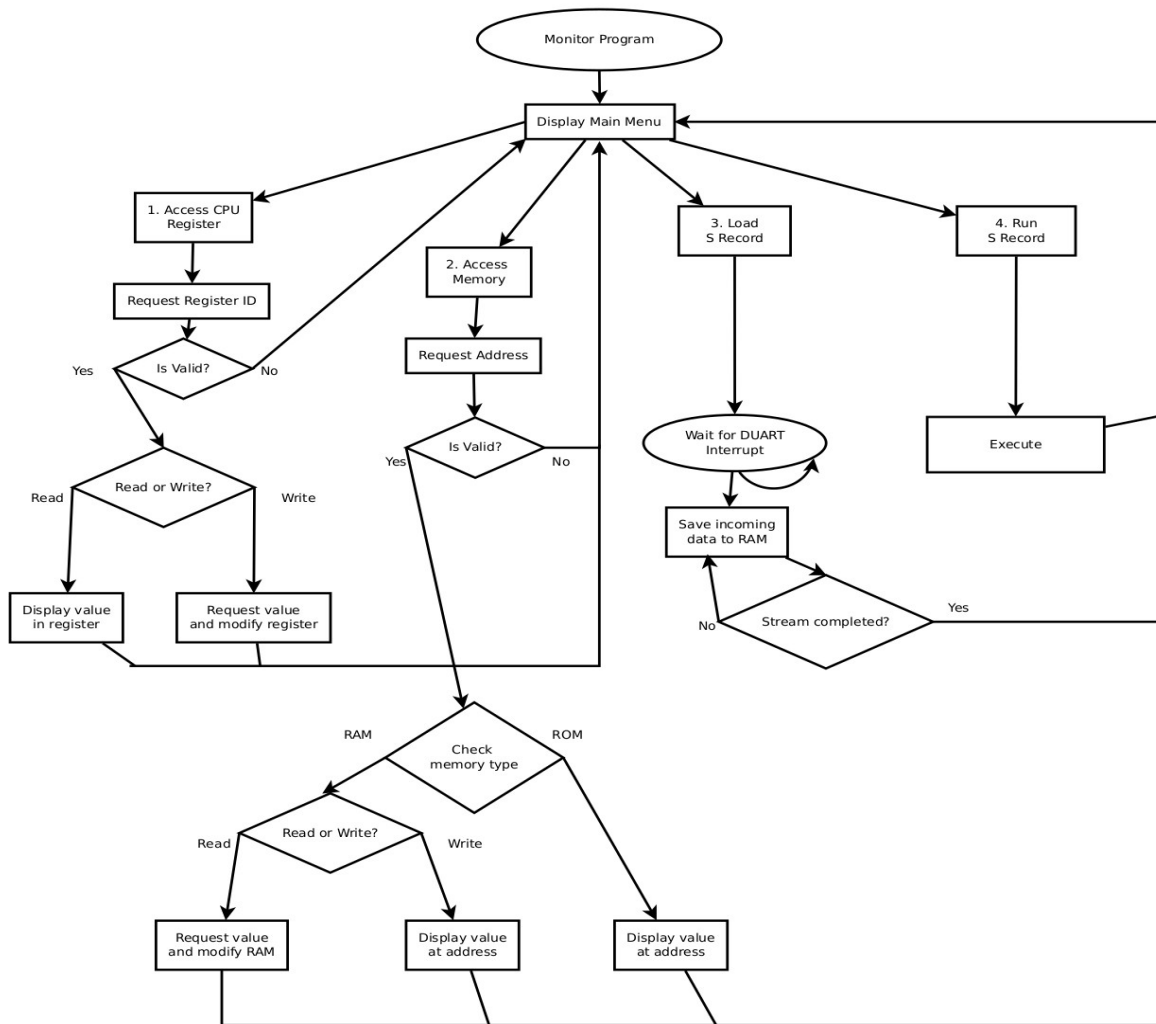 Monitor Program
Display Main Menu
1. Access CPU
Register
3. Load
S Record
4. Run
S Record
2. Access
Memory
Request Register ID
Request Address
Yes
Is Valid?
No
Yes
Is Valid?
No
Wait for DUART
Interrupt
Execute
Read
Read or Write?
Write
Save incoming
data to RAM
Display value
in register
Request value
and modify register
No
Stream completed?
Yes
RAM
Check
memory type
ROM
Read
Read or Write?
Write
Request value
and modify RAM
Display value
at address
Display value
at address